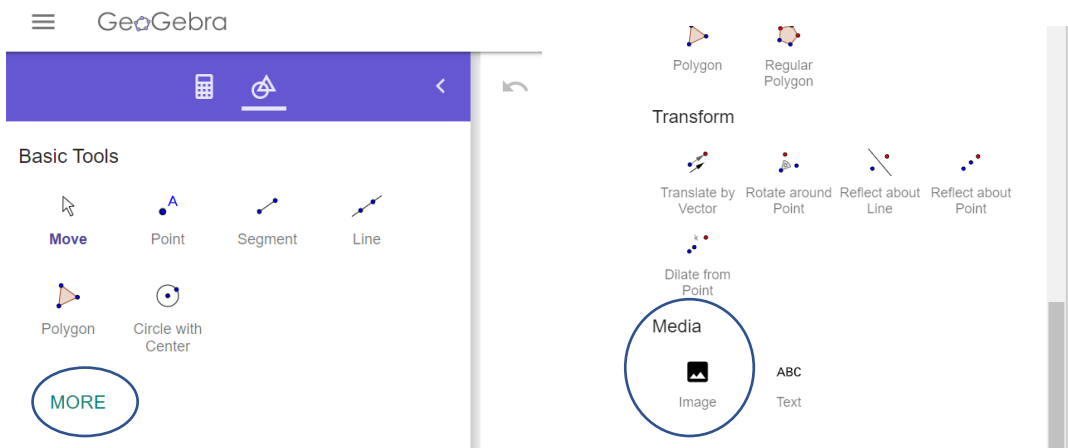 GeoGebra
Basic Tools
A
Move
Point
Segment
Line
Polygon
Circle with
Center
MORE
Polygon
Regular
Polygon
Transform
Translate by
Vector
Rotate around
Point
Reflect about
Line
Reflect about
Point
k
Dilate from
Point
Media
Image
ABC
Text